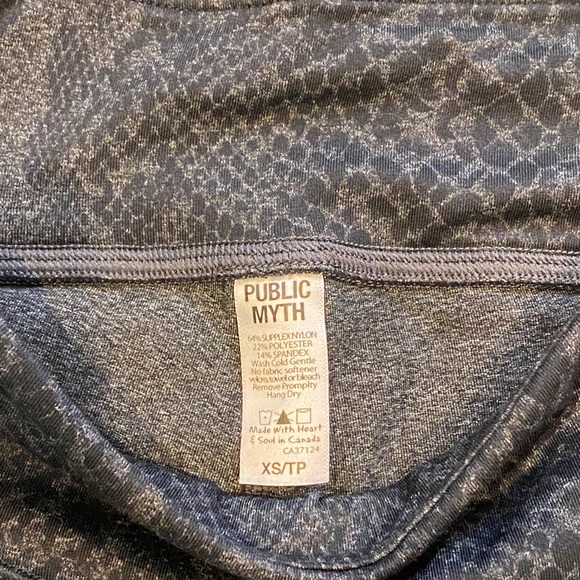 PUBLIC
MYTH
64% SUPPLEX NYLON
22% POLYESTER
14% SPANDEX
Wash Cold Gentle
No fabric softener
velcro, towel or bleach
Remove Promplty
Hang Dry
Made With Heart
& Soul in Canada
CA37124
XS/TP